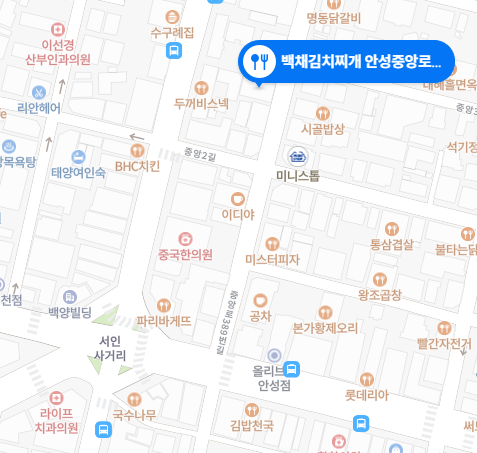 명동닭갈비
수구레집
이선경
산부인과의원
백채김치찌개 안성중앙로...
대해훌면옥
리안헤어
두꺼비스넥
시골밥상
중앙2길
석기정
태양여인숙
BHC치킨
미니스톱
이디야
중국한의원
통삼겹살
미스터피자
불타는닭
천점
백양빌딩
왕조곱창
중앙로389번길
공차
파리바게뜨
본가황제오리
서인
사거리
빨간자전거
올리브
안성점
롯데리아
라이프
치과의원
국수나무
김밥천국